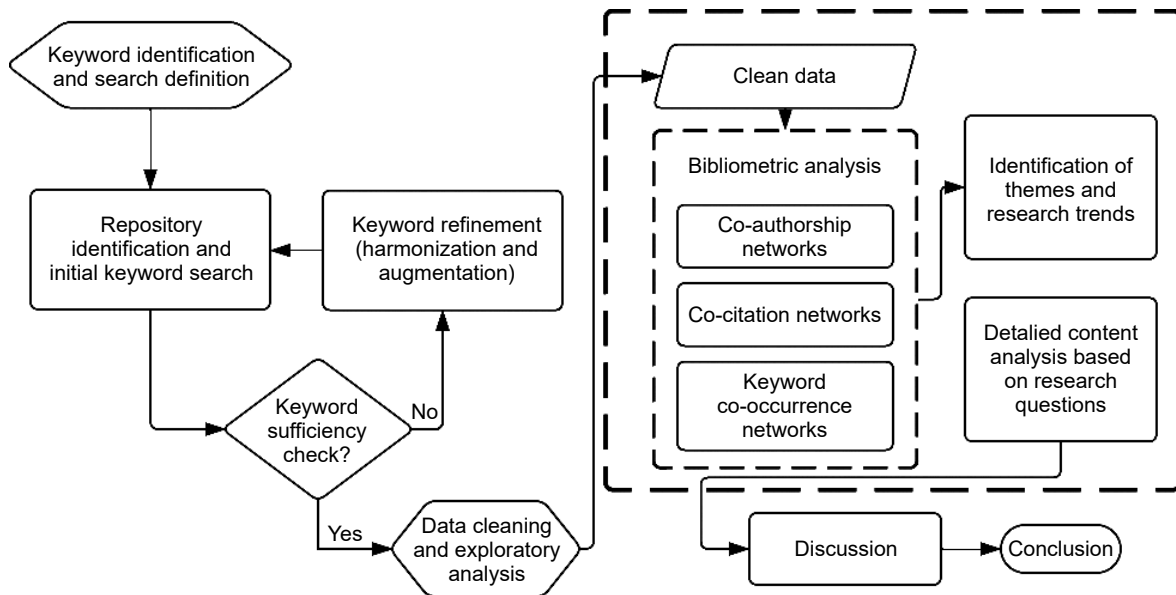 Keyword identification
and search definition
Repository
identification and
initial keyword search
Keyword refinement
(harmonization and
augmentation)
Keyword
sufficiency
check?
No
Yes
Data cleaning
and exploratory
analysis
Clean data
Bibliometric analysis
Co-authorship
networks
Co-citation networks
Keyword
co-occurrence
networks
Identification of
themes and
research trends
Detalied content
analysis based
on research
questions
Discussion
Conclusion